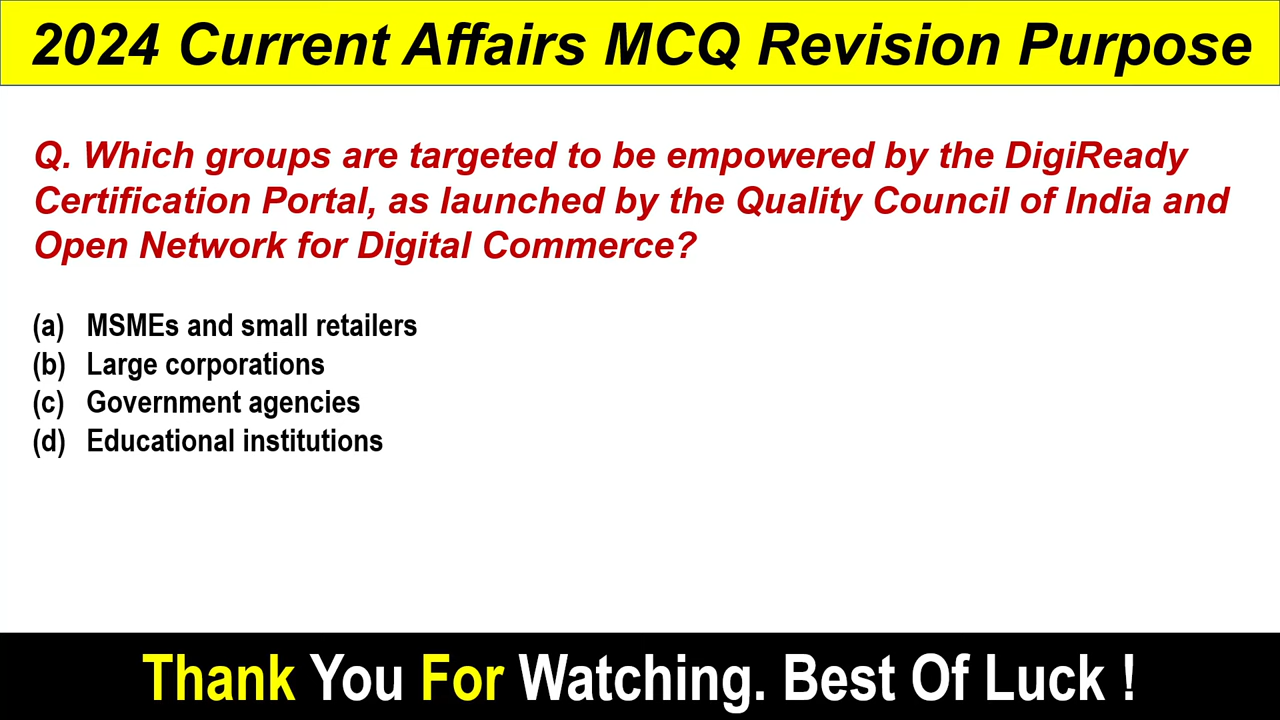 2024 Current Affairs MCQ Revision Purpose
Q. Which groups are targeted to be empowered by the DigiReady
Certification Portal, as launched by the Quality Council of India and
Open Network for Digital Commerce?
(a) MSMEs and small retailers
(b) Large corporations
(c) Government agencies
(d) Educational institutions
Thank You For Watching. Best Of Luck !